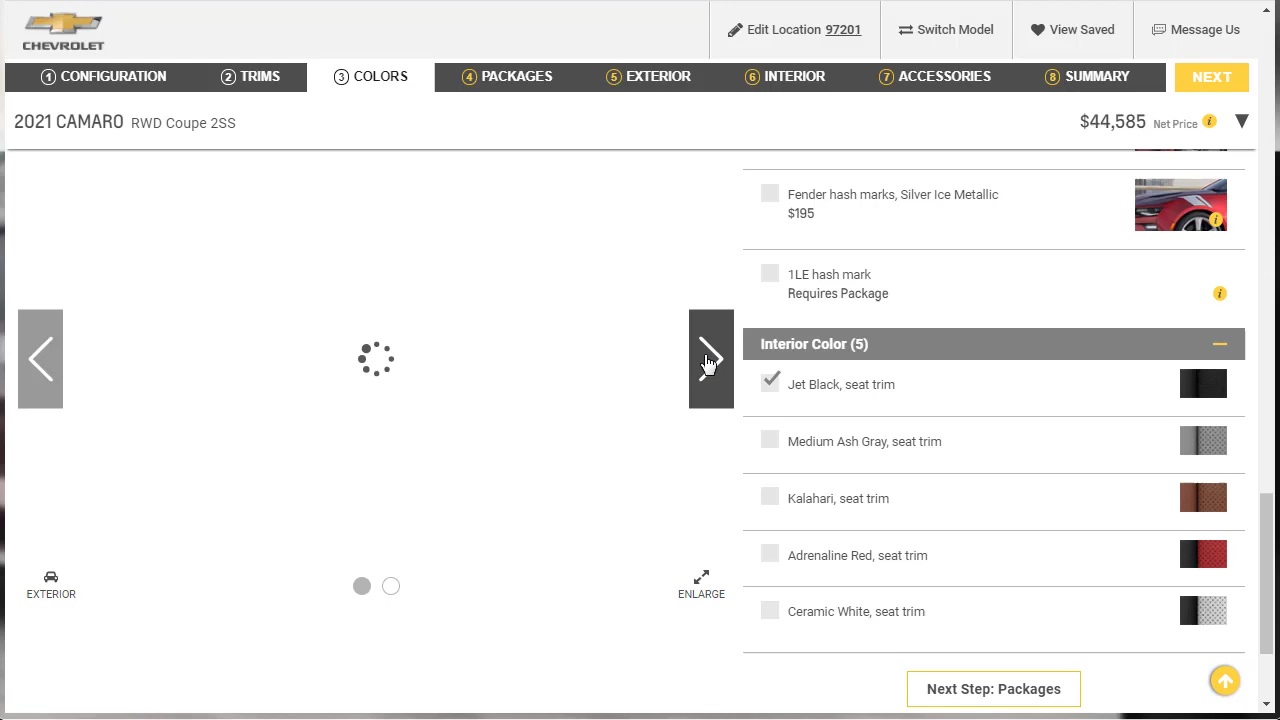 CHEVROLET
Edit Location 97201
Switch Model
View Saved
Message Us
1 CONFIGURATION
2 TRIMS
3 COLORS
4 PACKAGES
5 EXTERIOR
6 INTERIOR
7 ACCESSORIES
8 SUMMARY
NEXT
2021 CAMARO RWD Coupe 2SS
$44,585 Net Price i
Fender hash marks, Silver Ice Metallic
$195
i
1LE hash mark
Requires Package
i
Interior Color (5)
Jet Black, seat trim
Medium Ash Gray, seat trim
Kalahari, seat trim
Adrenaline Red, seat trim
Ceramic White, seat trim
EXTERIOR
ENLARGE
Next Step: Packages